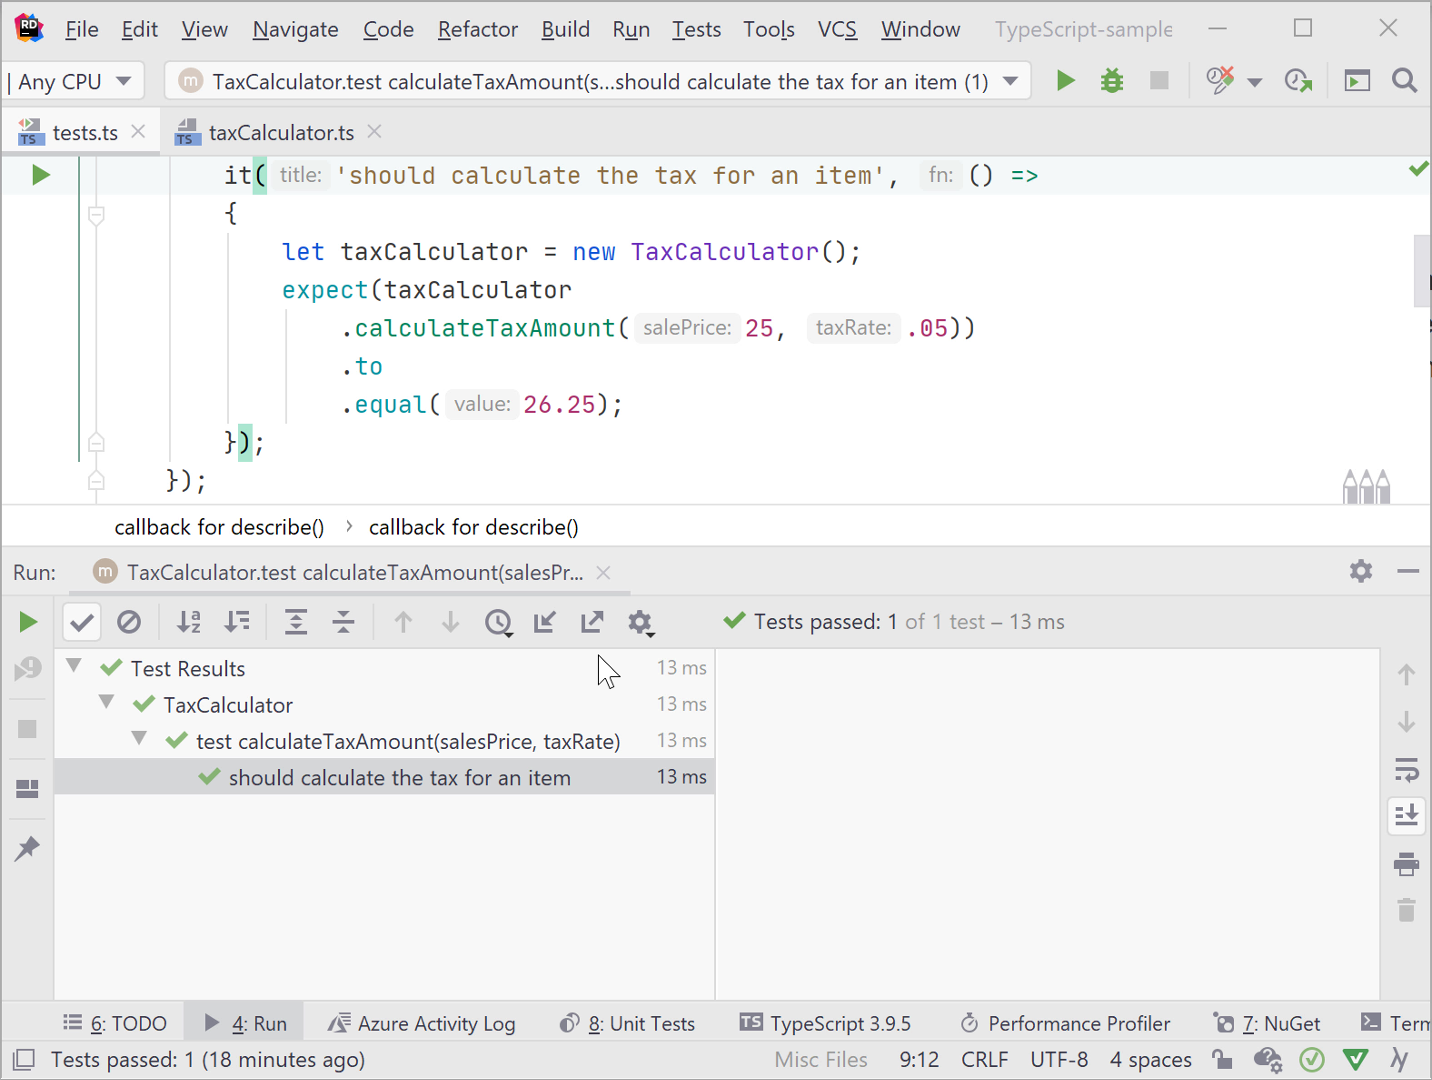 RD File Edit View Navigate Code Refactor Build Run Tests Tools VCS Window TypeScript-sample
| Any CPU m TaxCalculator.test calculateTaxAmount(s...should calculate the tax for an item (1)
TS tests.ts TS taxCalculator.ts
it( title: 'should calculate the tax for an item', fn: () =>
{
let taxCalculator = new TaxCalculator();
expect(taxCalculator
.calculateTaxAmount( salePrice: 25, taxRate: .05))
.to
.equal( value: 26.25);
});
});
callback for describe() › callback for describe()
Run: m TaxCalculator.test calculateTaxAmount(salesPr...
Tests passed: 1 of 1 test – 13 ms
Test Results 13 ms
TaxCalculator 13 ms
test calculateTaxAmount(salesPrice, taxRate) 13 ms
should calculate the tax for an item 13 ms
6: TODO 4: Run Azure Activity Log 8: Unit Tests TS TypeScript 3.9.5 Performance Profiler 7: NuGet Term
Tests passed: 1 (18 minutes ago) Misc Files 9:12 CRLF UTF-8 4 spaces